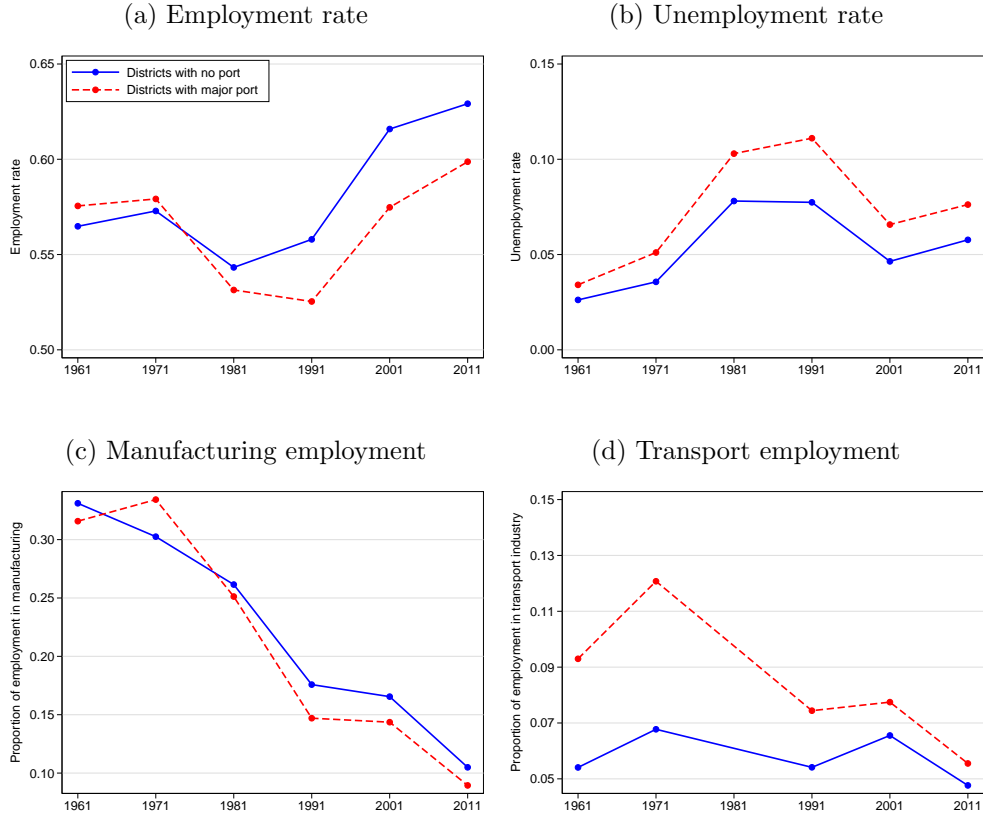 (a) Employment rate
Employment rate
0.65
0.60
0.55
0.50
Districts with no port
Districts with major port
1961 1971 1981 1991 2001 2011
(b) Unemployment rate
Unemployment rate
0.15
0.10
0.05
0.00
1961 1971 1981 1991 2001 2011
(c) Manufacturing employment
Proportion of employment in manufacturing
0.30
0.25
0.20
0.15
0.10
1961 1971 1981 1991 2001 2011
(d) Transport employment
Proportion of employment in transport industry
0.15
0.13
0.11
0.09
0.07
0.05
1961 1971 1981 1991 2001 2011